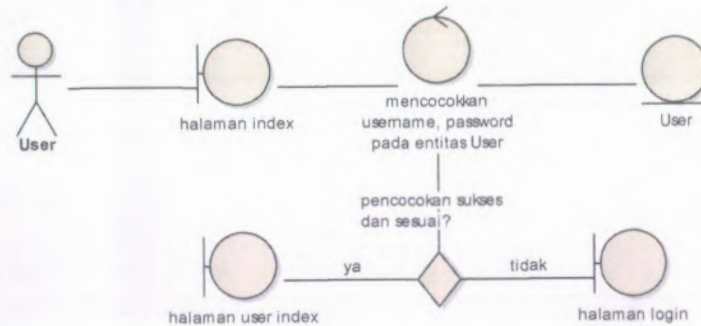 User
halaman index
mencocokkan
username, password
pada entitas User
User
pencocokan sukses
dan sesuai?
ya
tidak
halaman user index
halaman login